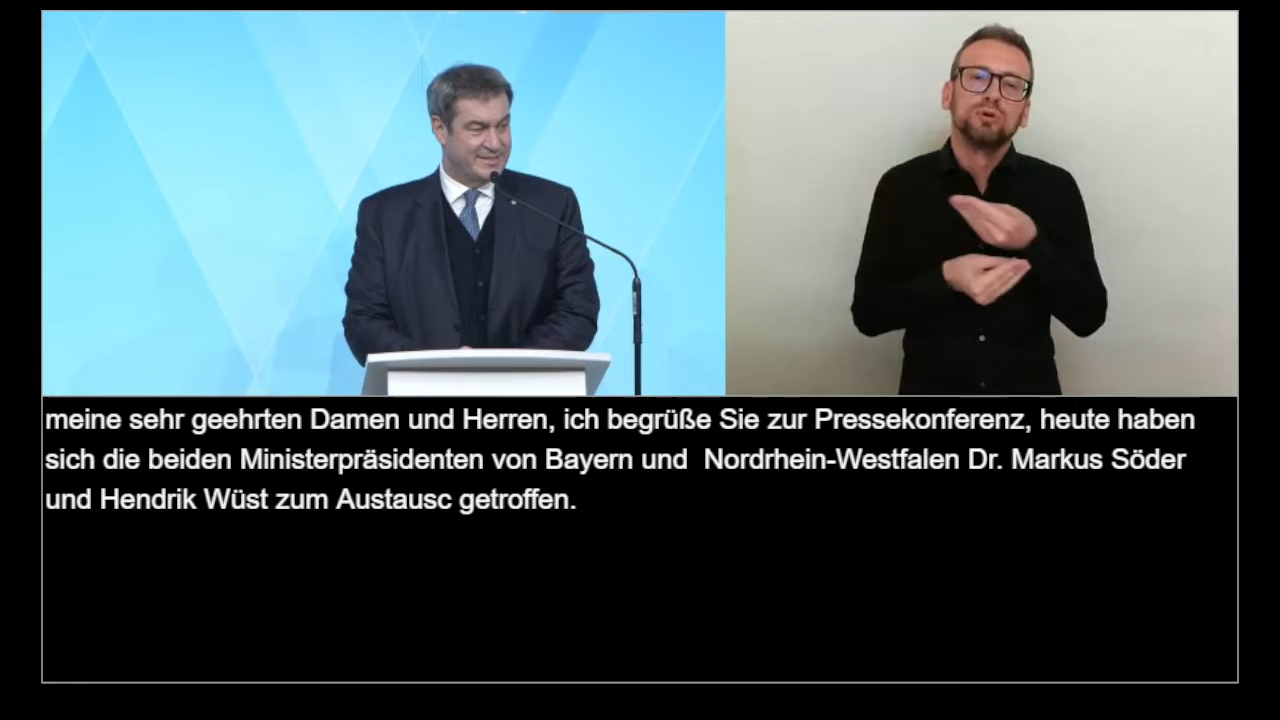 meine sehr geehrten Damen und Herren, ich begrüße Sie zur Pressekonferenz, heute haben
sich die beiden Ministerpräsidenten von Bayern und  Nordrhein-Westfalen Dr. Markus Söder
und Hendrik Wüst zum Austausc getroffen.